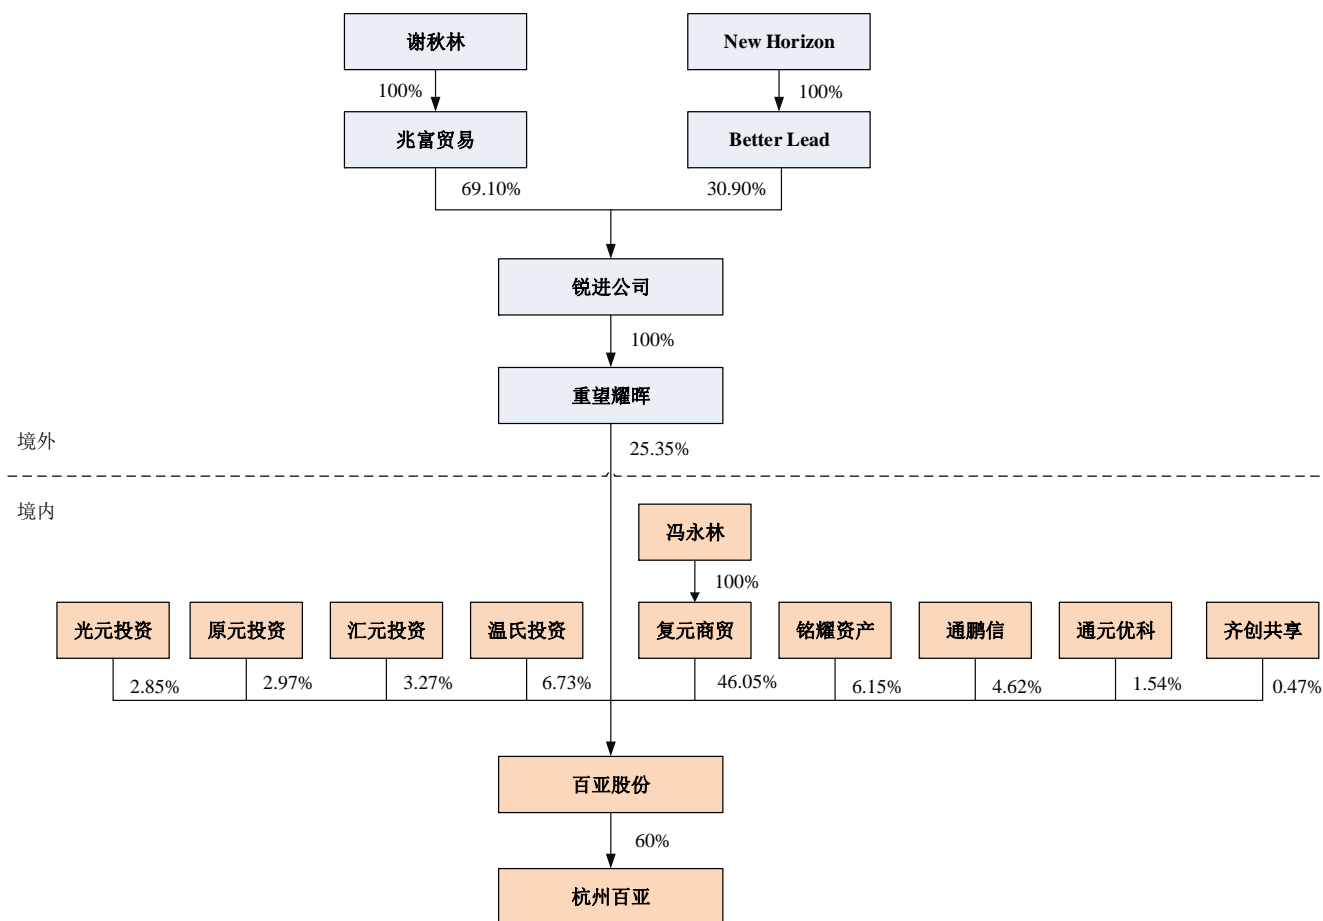 谢秋林
New Horizon
100%
100%
兆富贸易
Better Lead
69.10%
30.90%
锐进公司
100%
重望耀晖
境外
25.35%
境内
冯永林
100%
光元投资
原元投资
汇元投资
温氏投资
复元商贸
铭耀资产
通鹏信
通元优科
齐创共享
2.85%
2.97%
3.27%
6.73%
46.05%
6.15%
4.62%
1.54%
0.47%
百亚股份
60%
杭州百亚